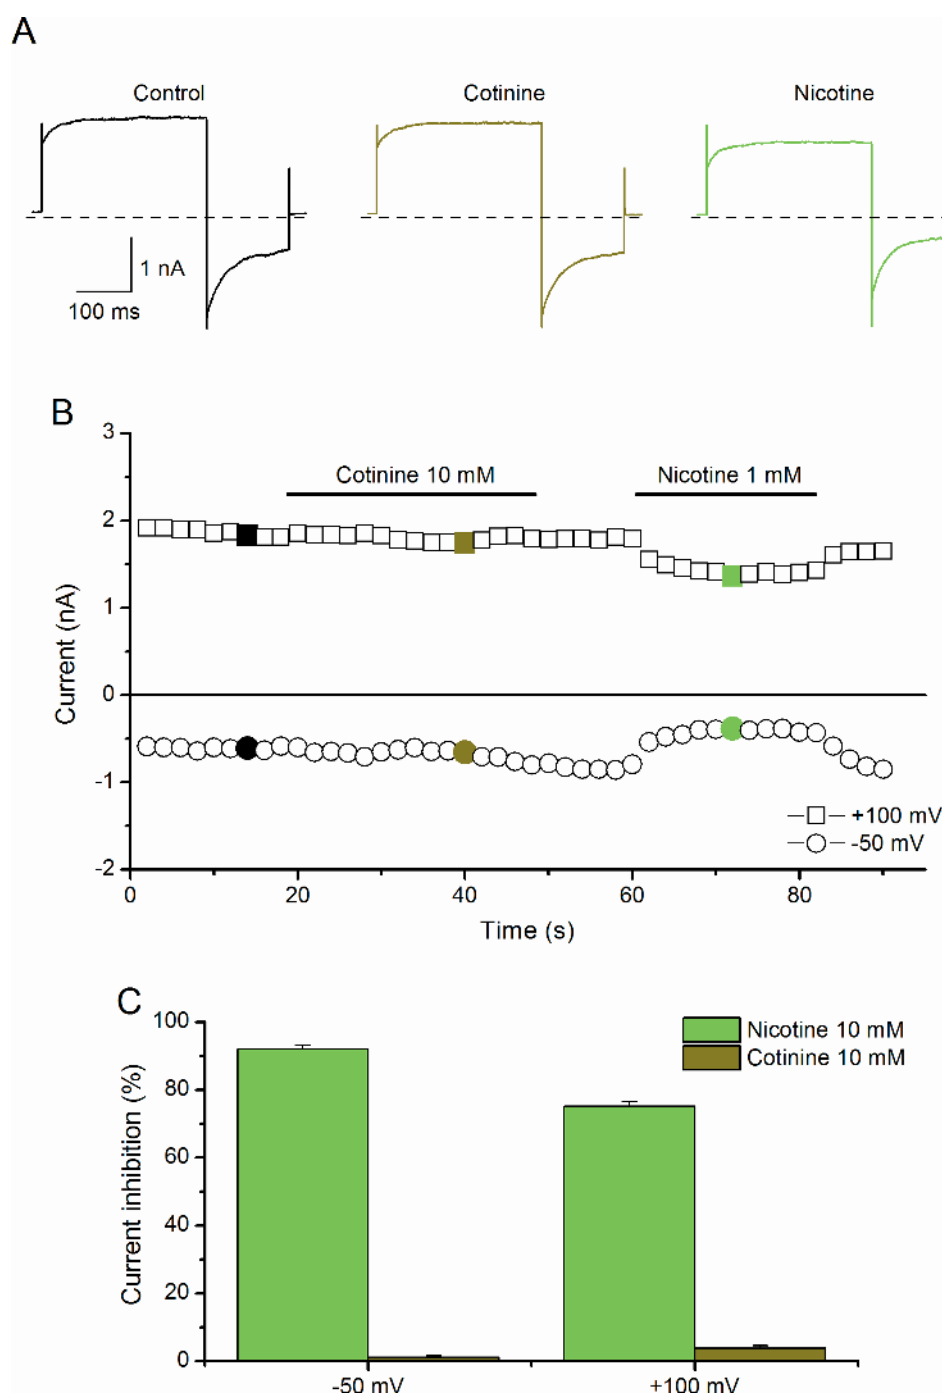 A
Control Cotinine Nicotine
1 nA
100 ms
B
3
Cotinine 10 mM Nicotine 1 mM
2
1
0
-1
-2
Current (nA)
+100 mV
-50 mV
0 20 40 60 80
Time (s)
C
100
80
60
40
20
0
Current inhibition (%)
Nicotine 10 mM
Cotinine 10 mM
-50 mV +100 mV